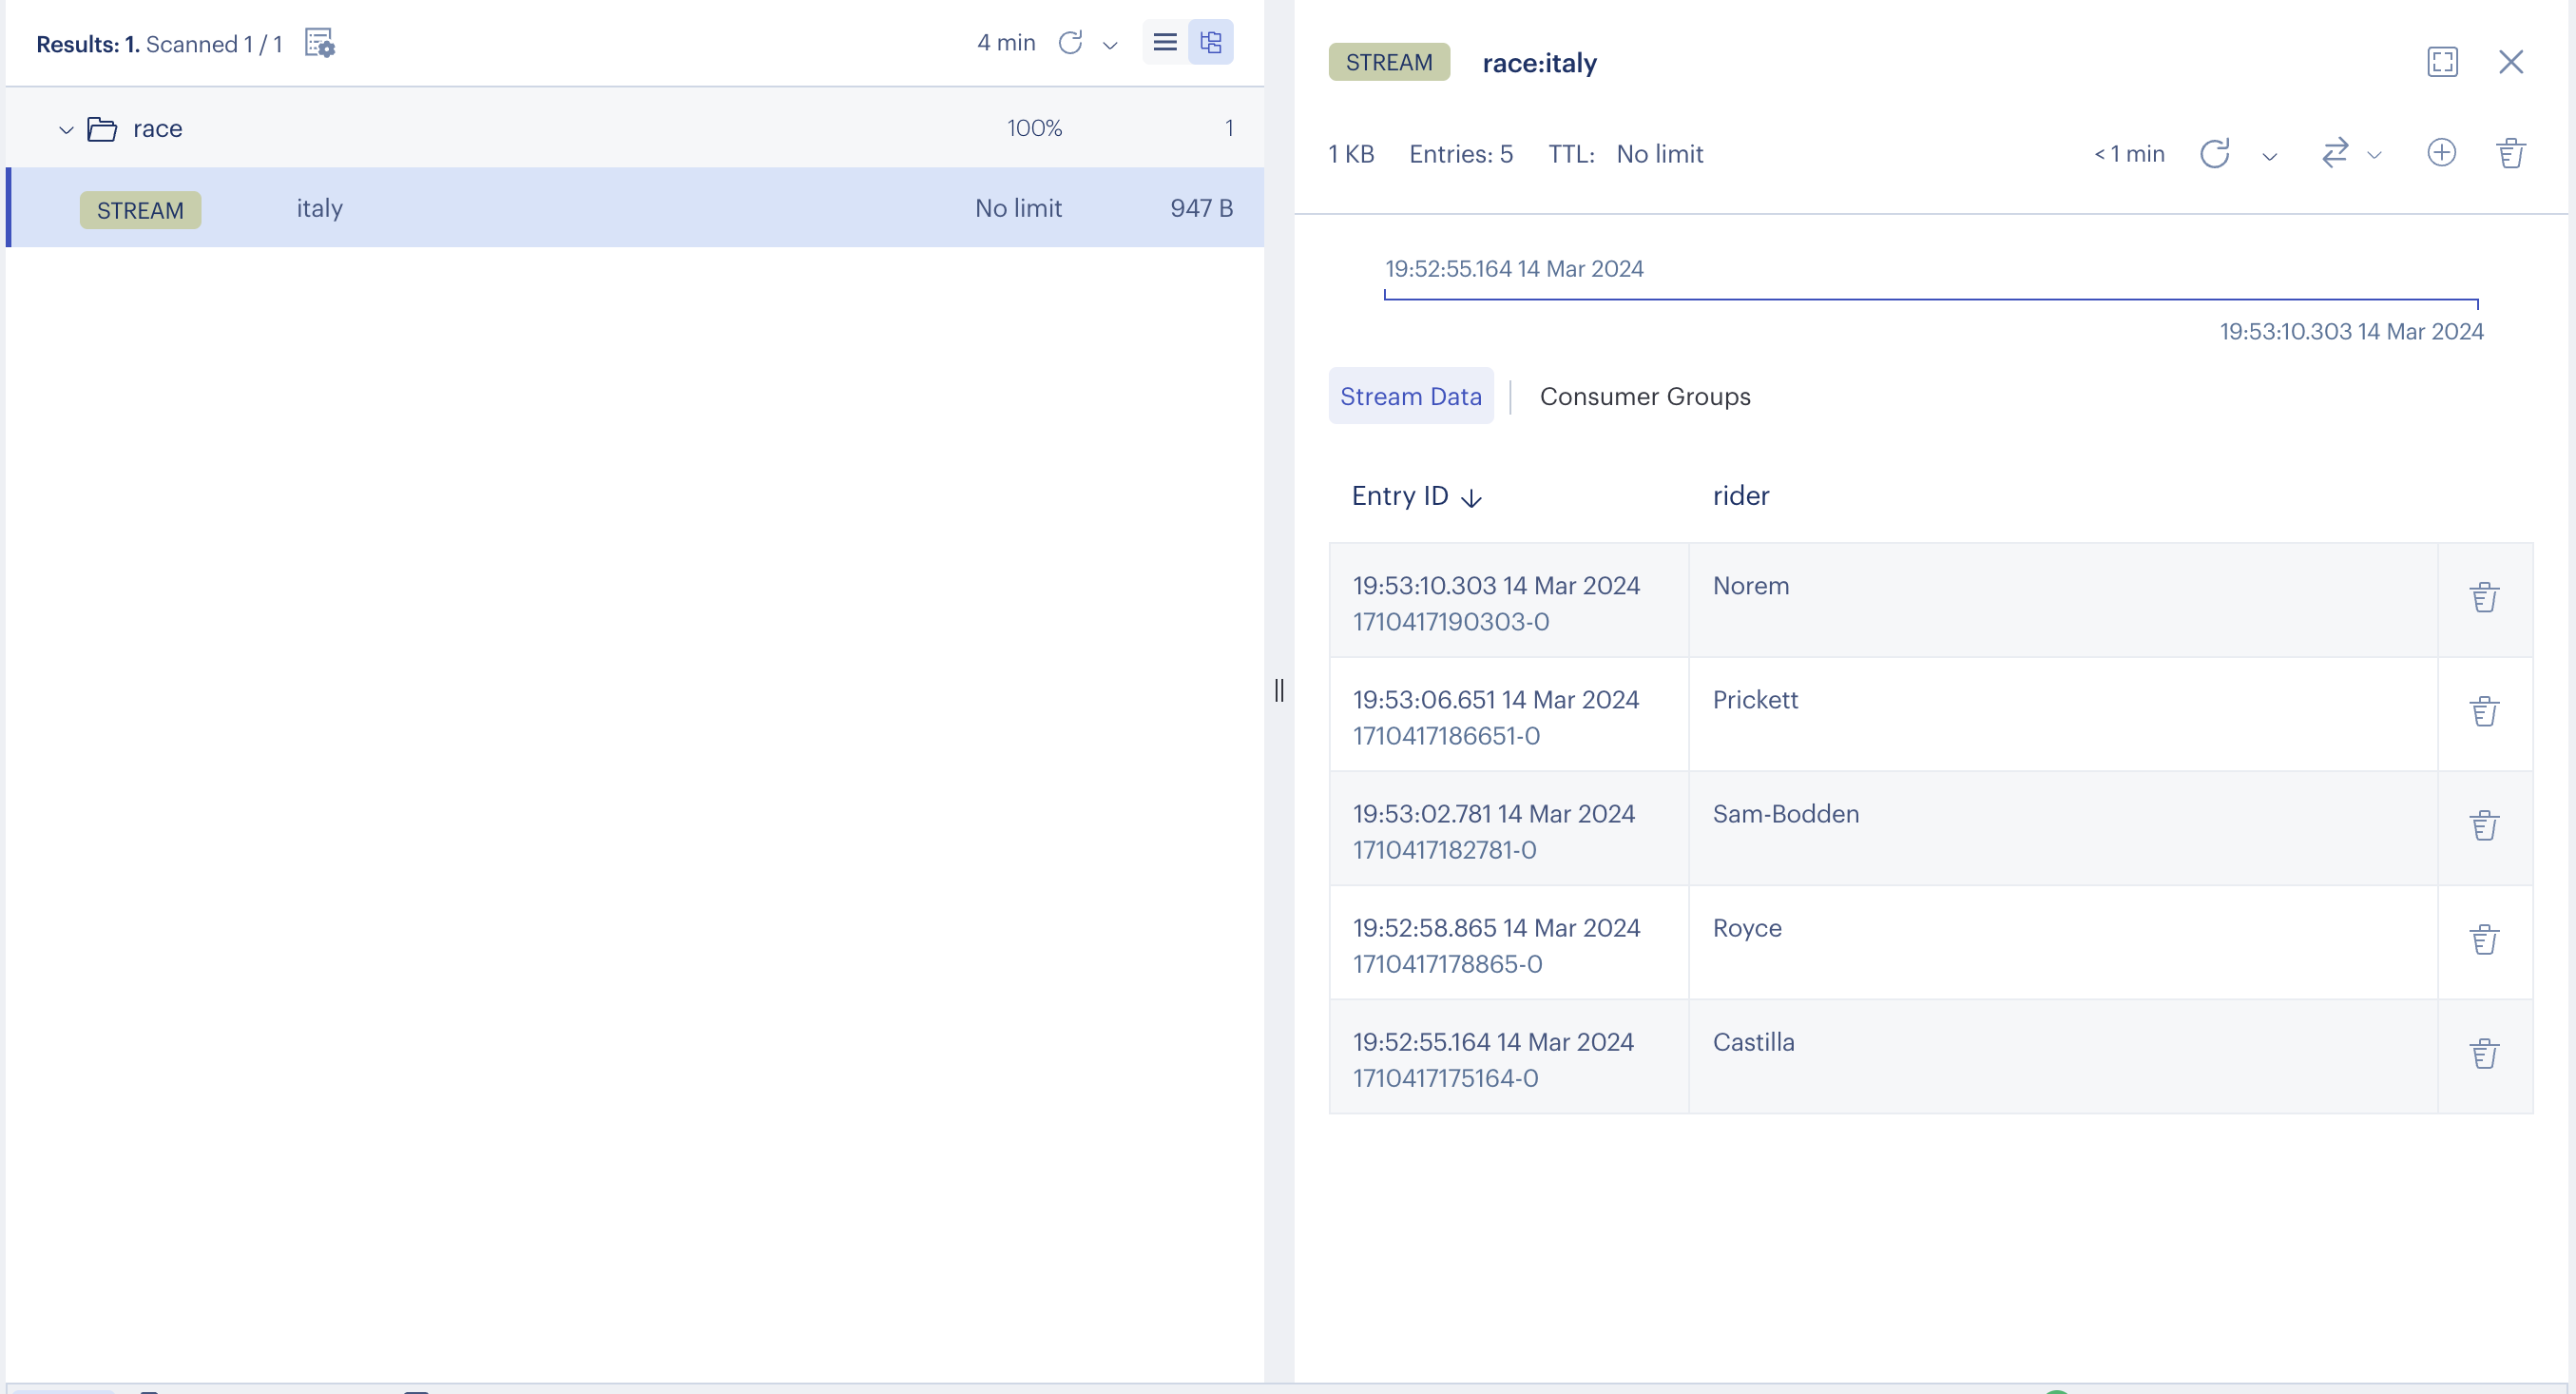 Results: 1. Scanned 1 / 1
4 min
race 100% 1
STREAM italy No limit 947 B
STREAM race:italy
1 KB Entries: 5 TTL: No limit
< 1 min
19:52:55.164 14 Mar 2024
19:53:10.303 14 Mar 2024
Stream Data Consumer Groups
Entry ID rider
19:53:10.303 14 Mar 2024 Norem
1710417190303-0
19:53:06.651 14 Mar 2024 Prickett
1710417186651-0
19:53:02.781 14 Mar 2024 Sam-Bodden
1710417182781-0
19:52:58.865 14 Mar 2024 Royce
1710417178865-0
19:52:55.164 14 Mar 2024 Castilla
1710417175164-0